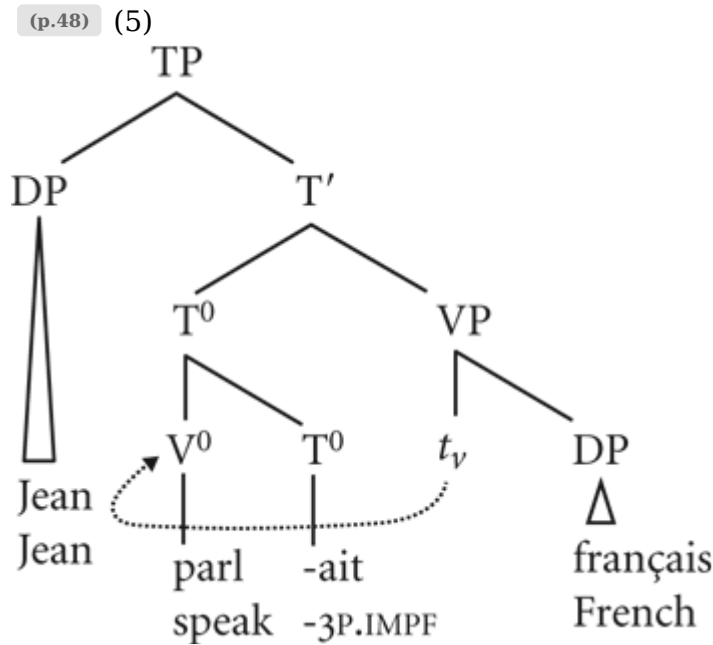 (p.48) (5)
TP
DP T′
T⁰ VP
V⁰ T⁰ tᵥ DP
Jean
Jean
parl -ait français
speak -3P.IMPF French